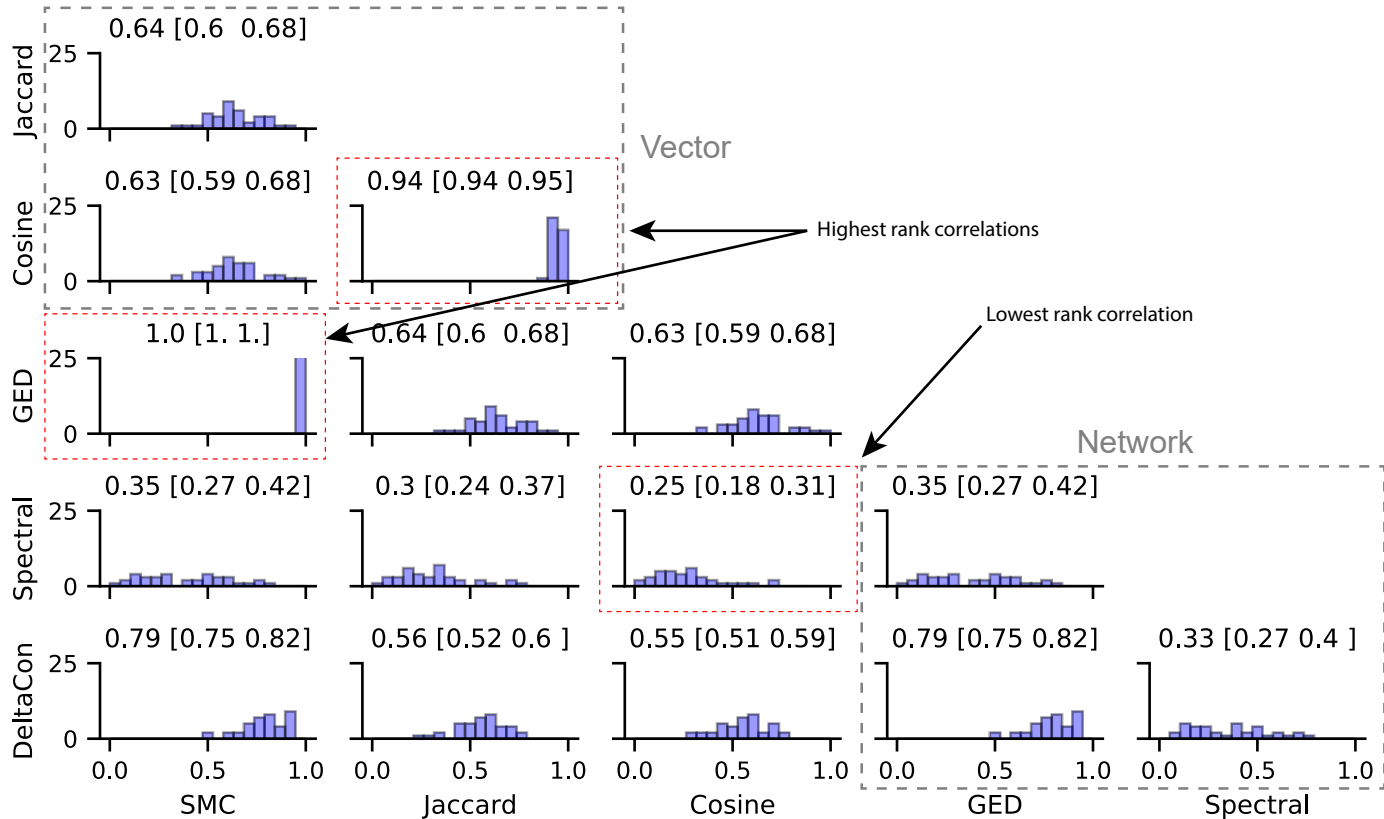 0.64 [0.6  0.68]
Jaccard
25
0
Vector
0.63 [0.59 0.68]
0.94 [0.94 0.95]
Cosine
25
0
25
Highest rank correlations
Lowest rank correlation
1.0 [1. 1.]
0.64 [0.6  0.68]
0.63 [0.59 0.68]
GED
25
0
Network
0.35 [0.27 0.42]
0.3 [0.24 0.37]
0.25 [0.18 0.31]
0.35 [0.27 0.42]
Spectral
25
0
0.79 [0.75 0.82]
0.56 [0.52 0.6 ]
0.55 [0.51 0.59]
0.79 [0.75 0.82]
0.33 [0.27 0.4 ]
DeltaCon
25
0
0.0 0.5 1.0
0.0 0.5 1.0
0.0 0.5 1.0
0.0 0.5 1.0
0.0 0.5 1.0
SMC
Jaccard
Cosine
GED
Spectral